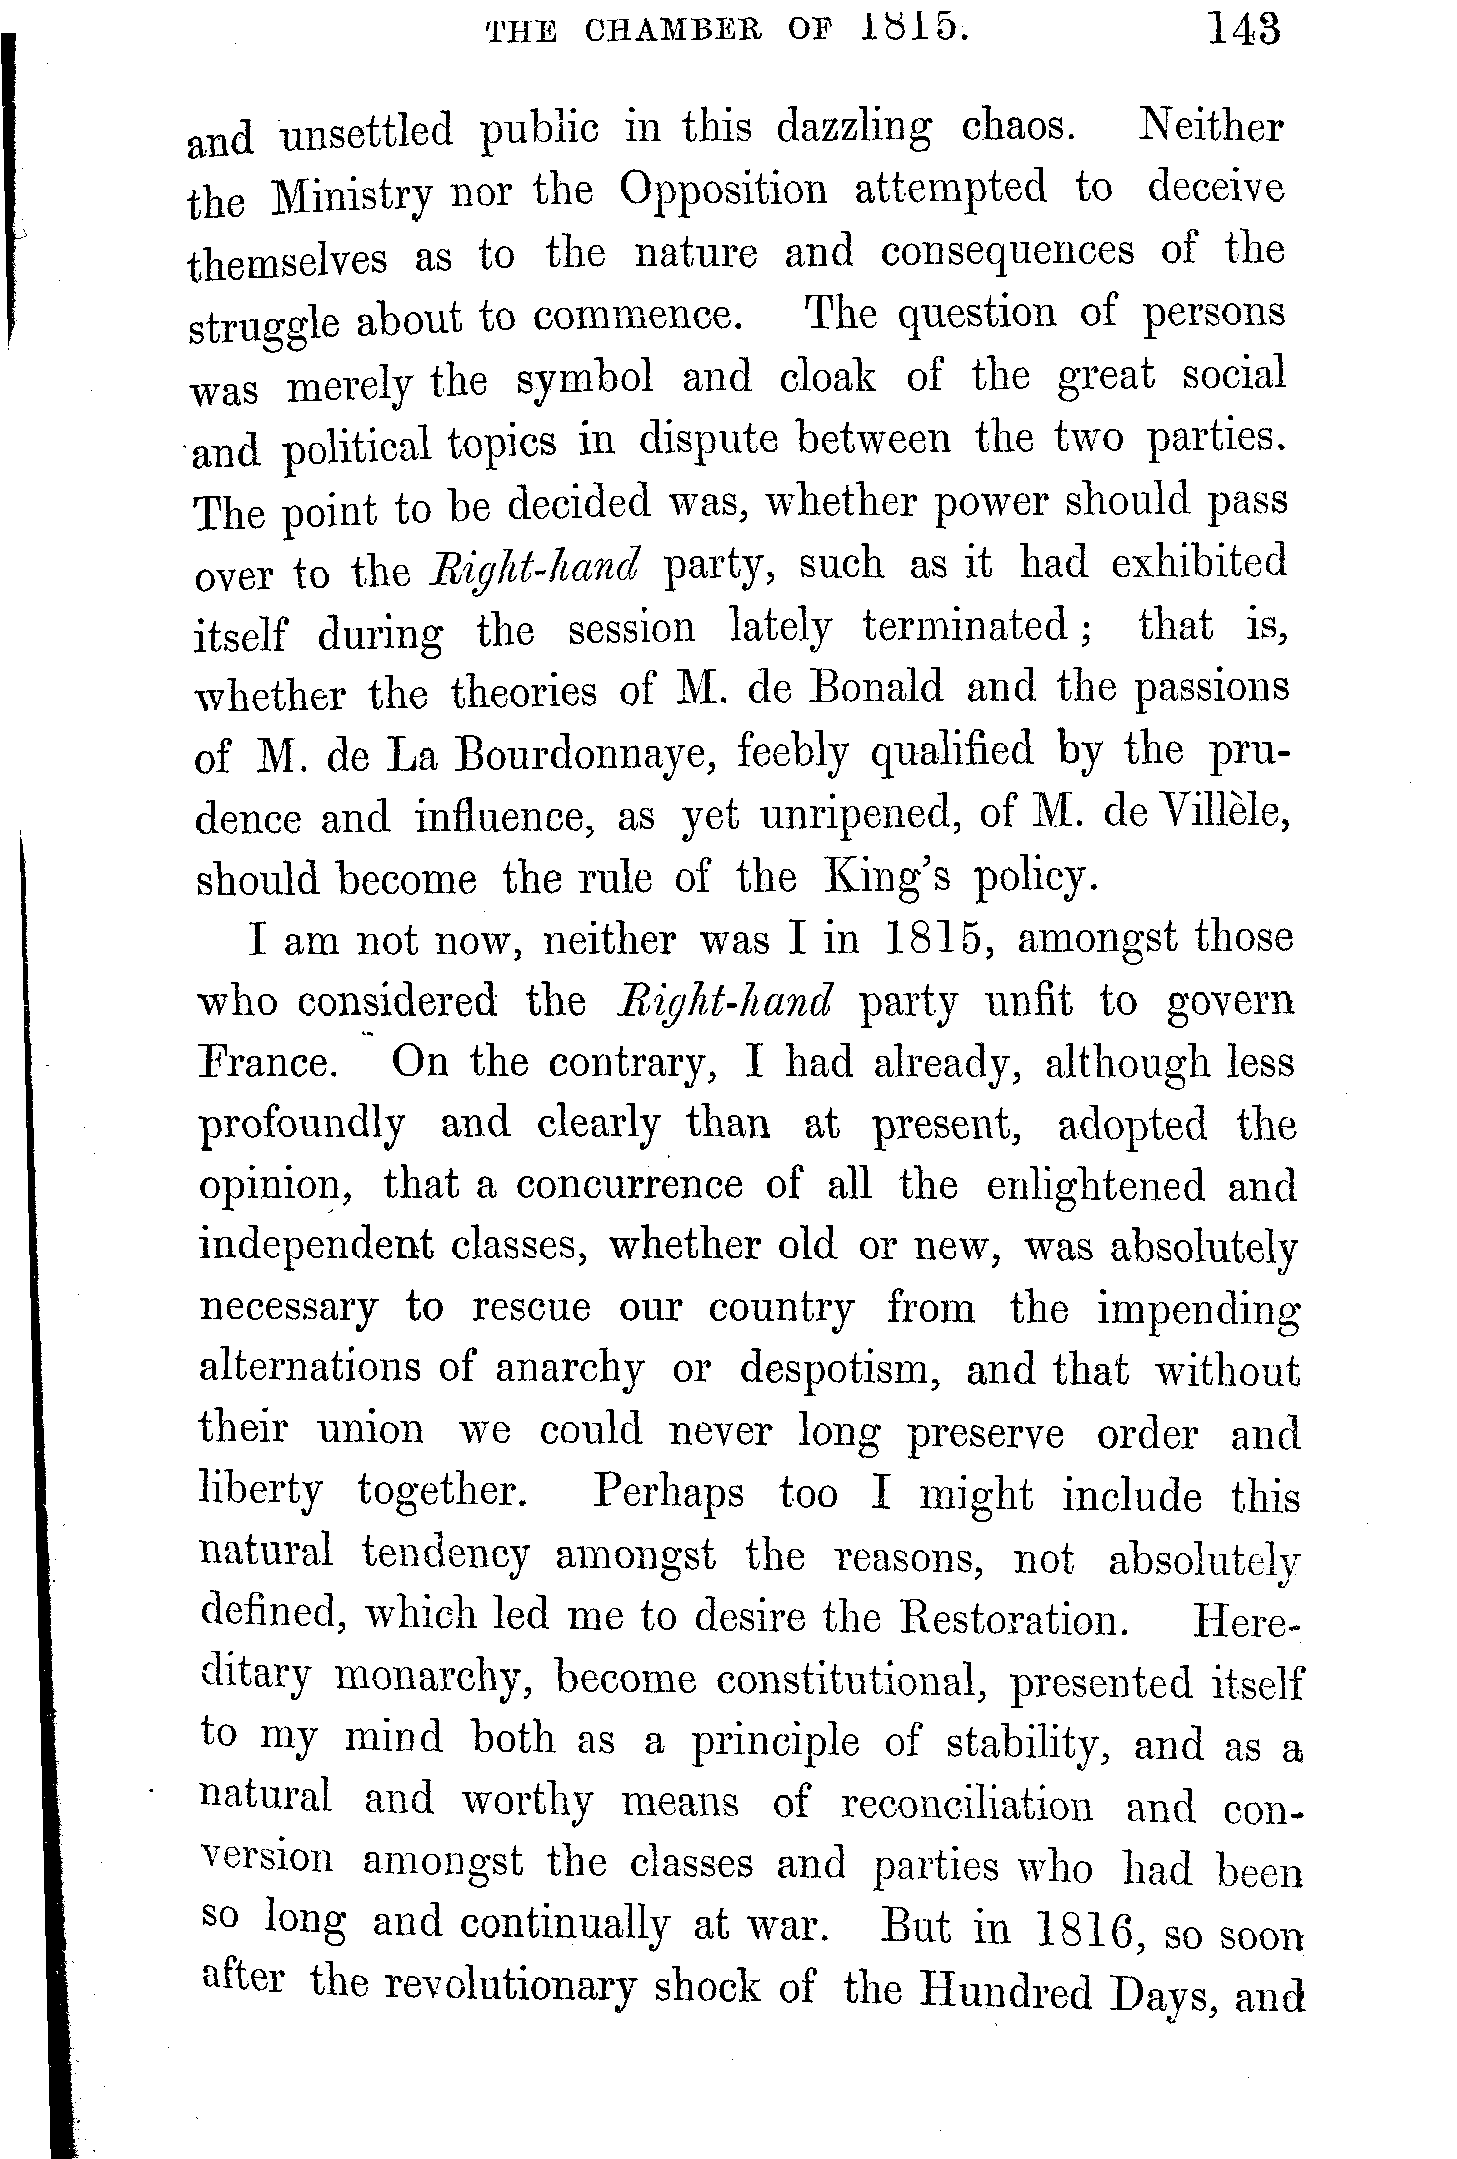 THE CHAMBER OF 1815. 143
and unsettled public in this dazzling chaos. Neither
the Ministry nor the Opposition attempted to deceive
themselves as to the nature and consequences of the
struggle about to commence. The question of persons
was merely the symbol and cloak of the great social
and political topics in dispute between the two parties.
The point to be decided was, whether power should pass
over to the Right-hand party, such as it had exhibited
itself during the session lately terminated; that is,
whether the theories of M. de Bonald and the passions
of M. de La Bourdonnaye, feebly qualified by the pru-
dence and influence, as yet unripened, of M. de Villèle,
should become the rule of the King's policy.
I am not now, neither was I in 1815, amongst those
who considered the Right-hand party unfit to govern
France. On the contrary, I had already, although less
profoundly and clearly than at present, adopted the
opinion, that a concurrence of all the enlightened and
independent classes, whether old or new, was absolutely
necessary to rescue our country from the impending
alternations of anarchy or despotism, and that without
their union we could never long preserve order and
liberty together. Perhaps too I might include this
natural tendency amongst the reasons, not absolutely
defined, which led me to desire the Restoration. Here-
ditary monarchy, become constitutional, presented itself
to my mind both as a principle of stability, and as a
natural and worthy means of reconciliation and con-
version amongst the classes and parties who had been
so long and continually at war. But in 1816, so soon
after the revolutionary shock of the Hundred Days, and